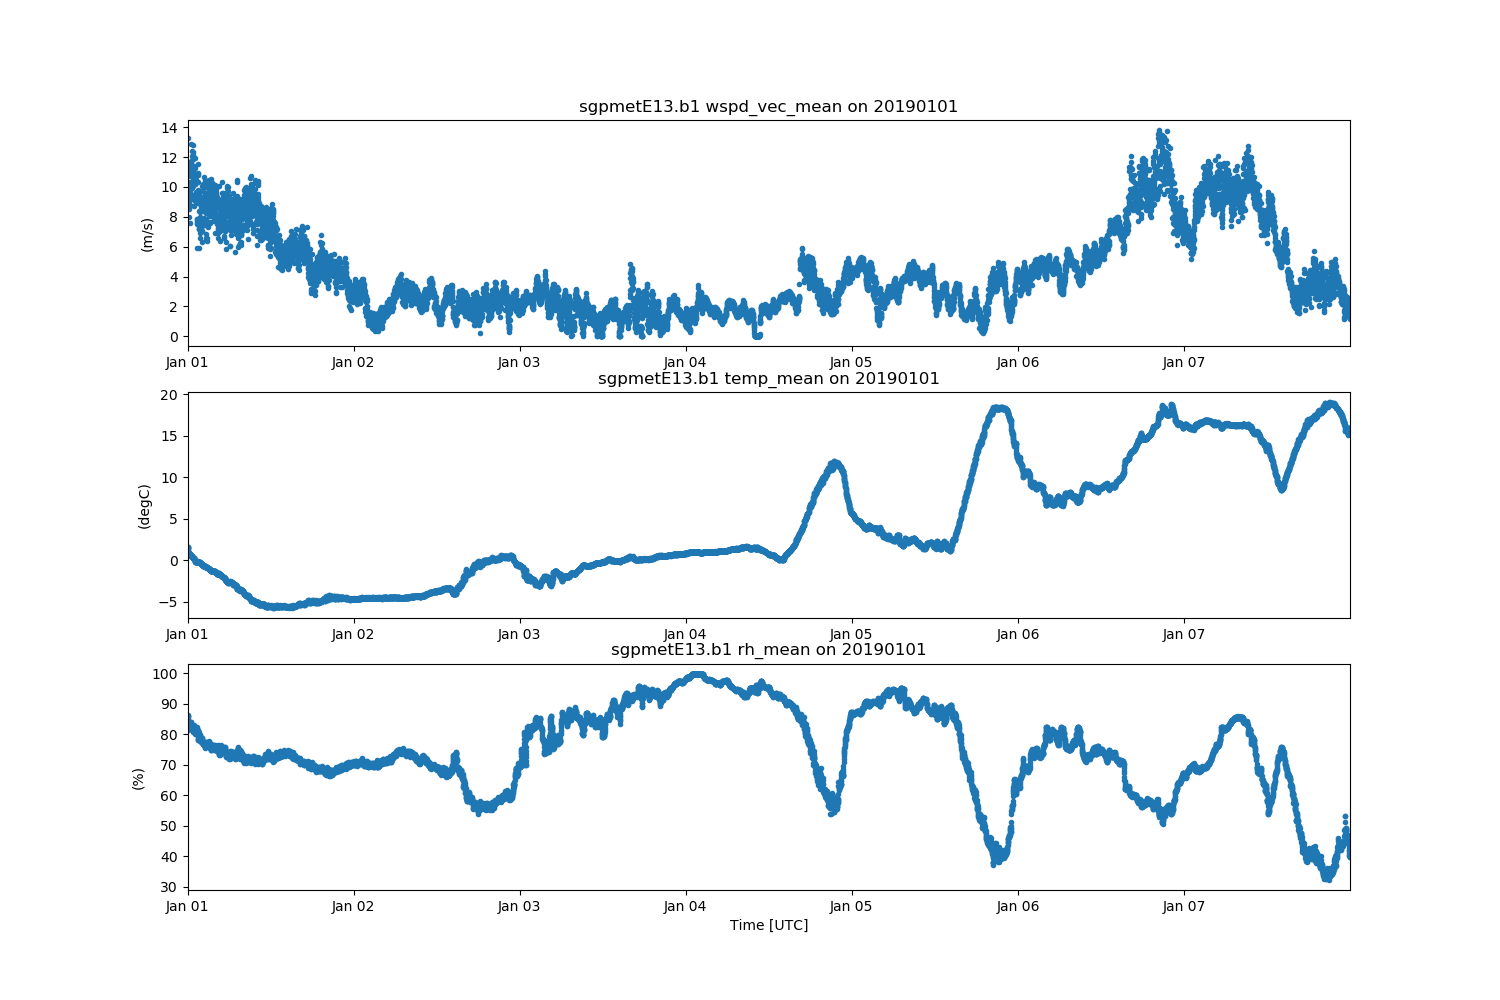 sgpmetE13.b1 wspd_vec_mean on 20190101
14
12
10
8
6
4
2
0
(m/s)
Jan 01 Jan 02 Jan 03 Jan 04 Jan 05 Jan 06 Jan 07
sgpmetE13.b1 temp_mean on 20190101
20
15
10
5
0
−5
(degC)
Jan 01 Jan 02 Jan 03 Jan 04 Jan 05 Jan 06 Jan 07
sgpmetE13.b1 rh_mean on 20190101
100
90
80
70
60
50
40
30
(%)
Jan 01 Jan 02 Jan 03 Jan 04 Jan 05 Jan 06 Jan 07
Time [UTC]